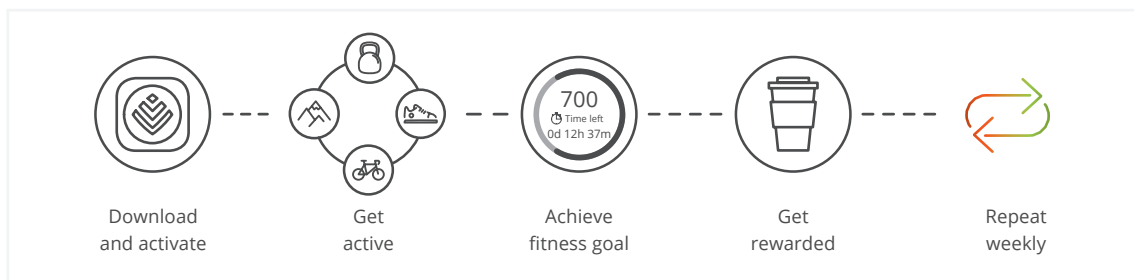 700
Time left
0d 12h 37m
Download
and activate
Get
active
Achieve
fitness goal
Get
rewarded
Repeat
weekly